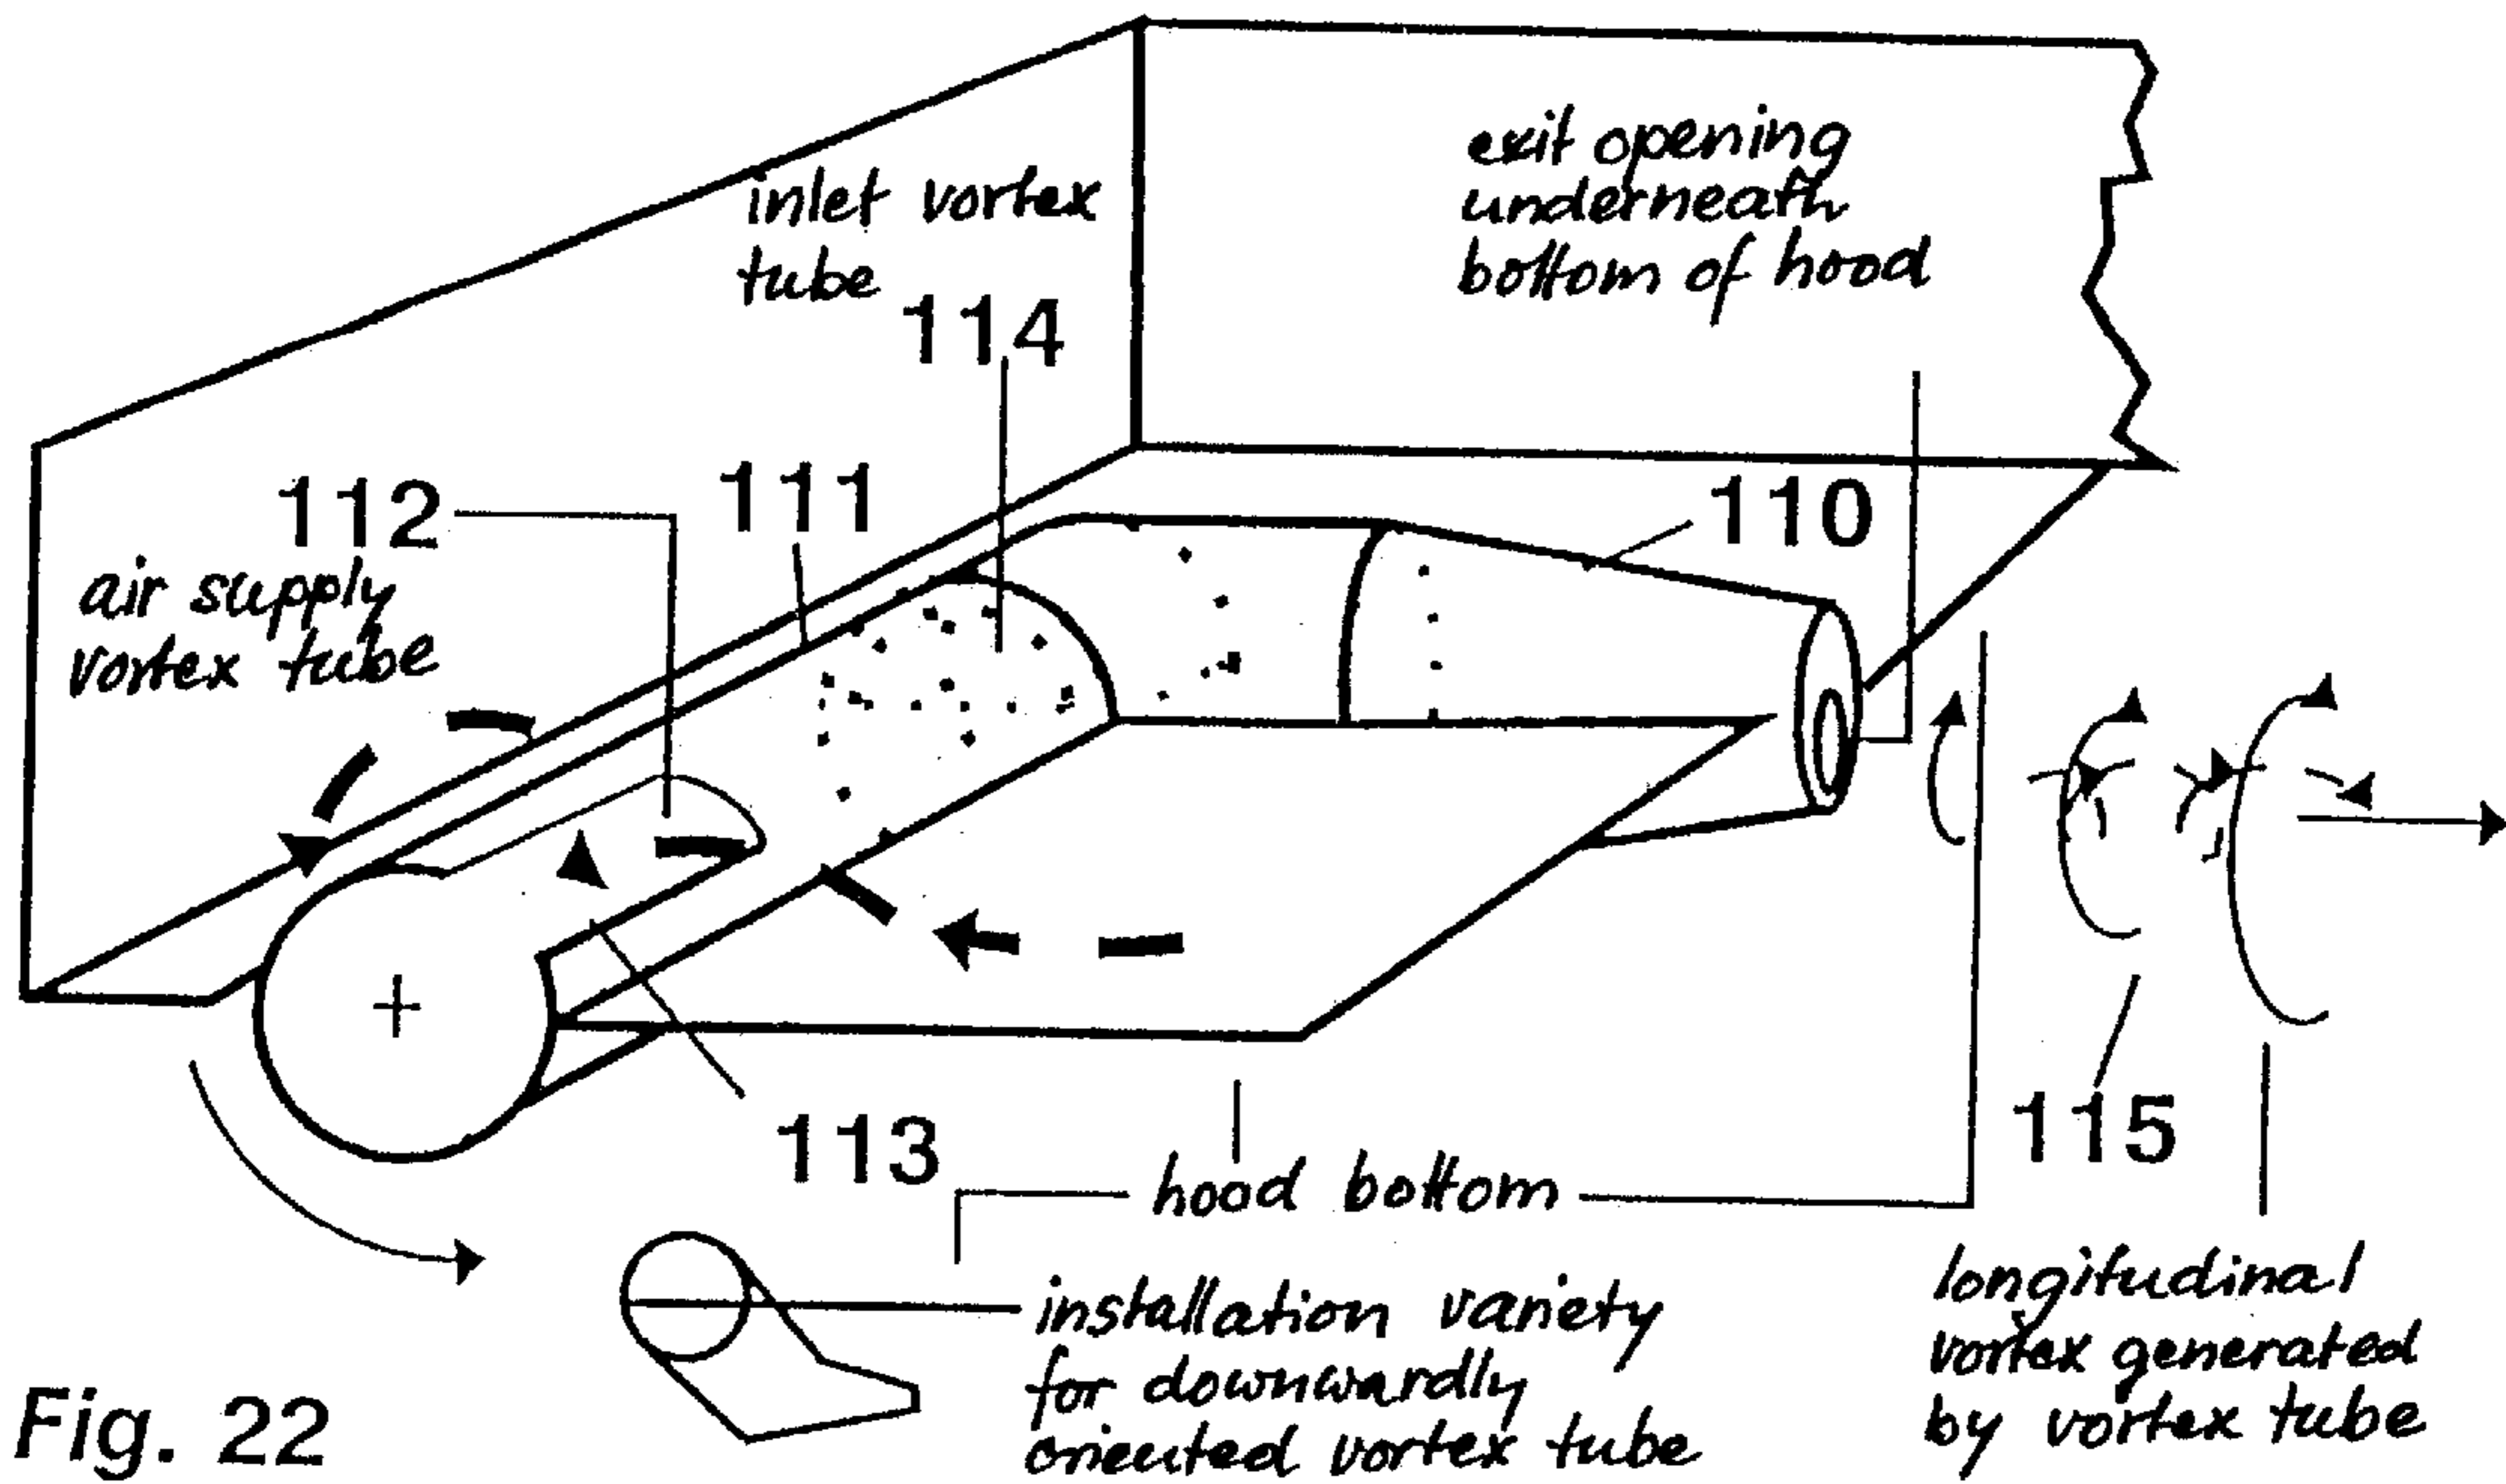 exit opening
underneath
bottom of hood
inlet vortex
tube
114
112
111
110
air supply
vortex tube
113
115
hood bottom
installation variety
for downwardly
oriented vortex tube
longitudinal
vortex generated
by vortex tube
Fig. 22